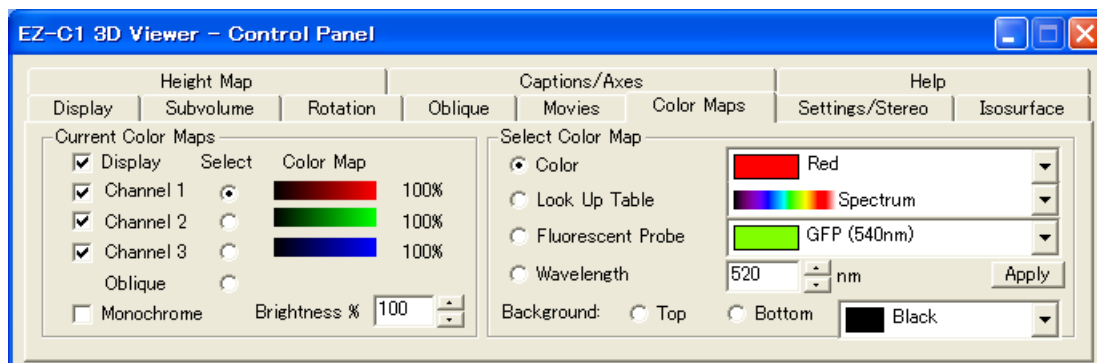 EZ-C1 3D Viewer - Control Panel
Height Map Captions/Axes Help
Display Subvolume Rotation Oblique Movies Color Maps Settings/Stereo Isosurface
Current Color Maps
Display Select Color Map
Channel 1 100%
Channel 2 100%
Channel 3 100%
Oblique
Monochrome Brightness % 100
Select Color Map
Color Red
Look Up Table Spectrum
Fluorescent Probe GFP (540nm)
Wavelength 520 nm Apply
Background: Top Bottom Black